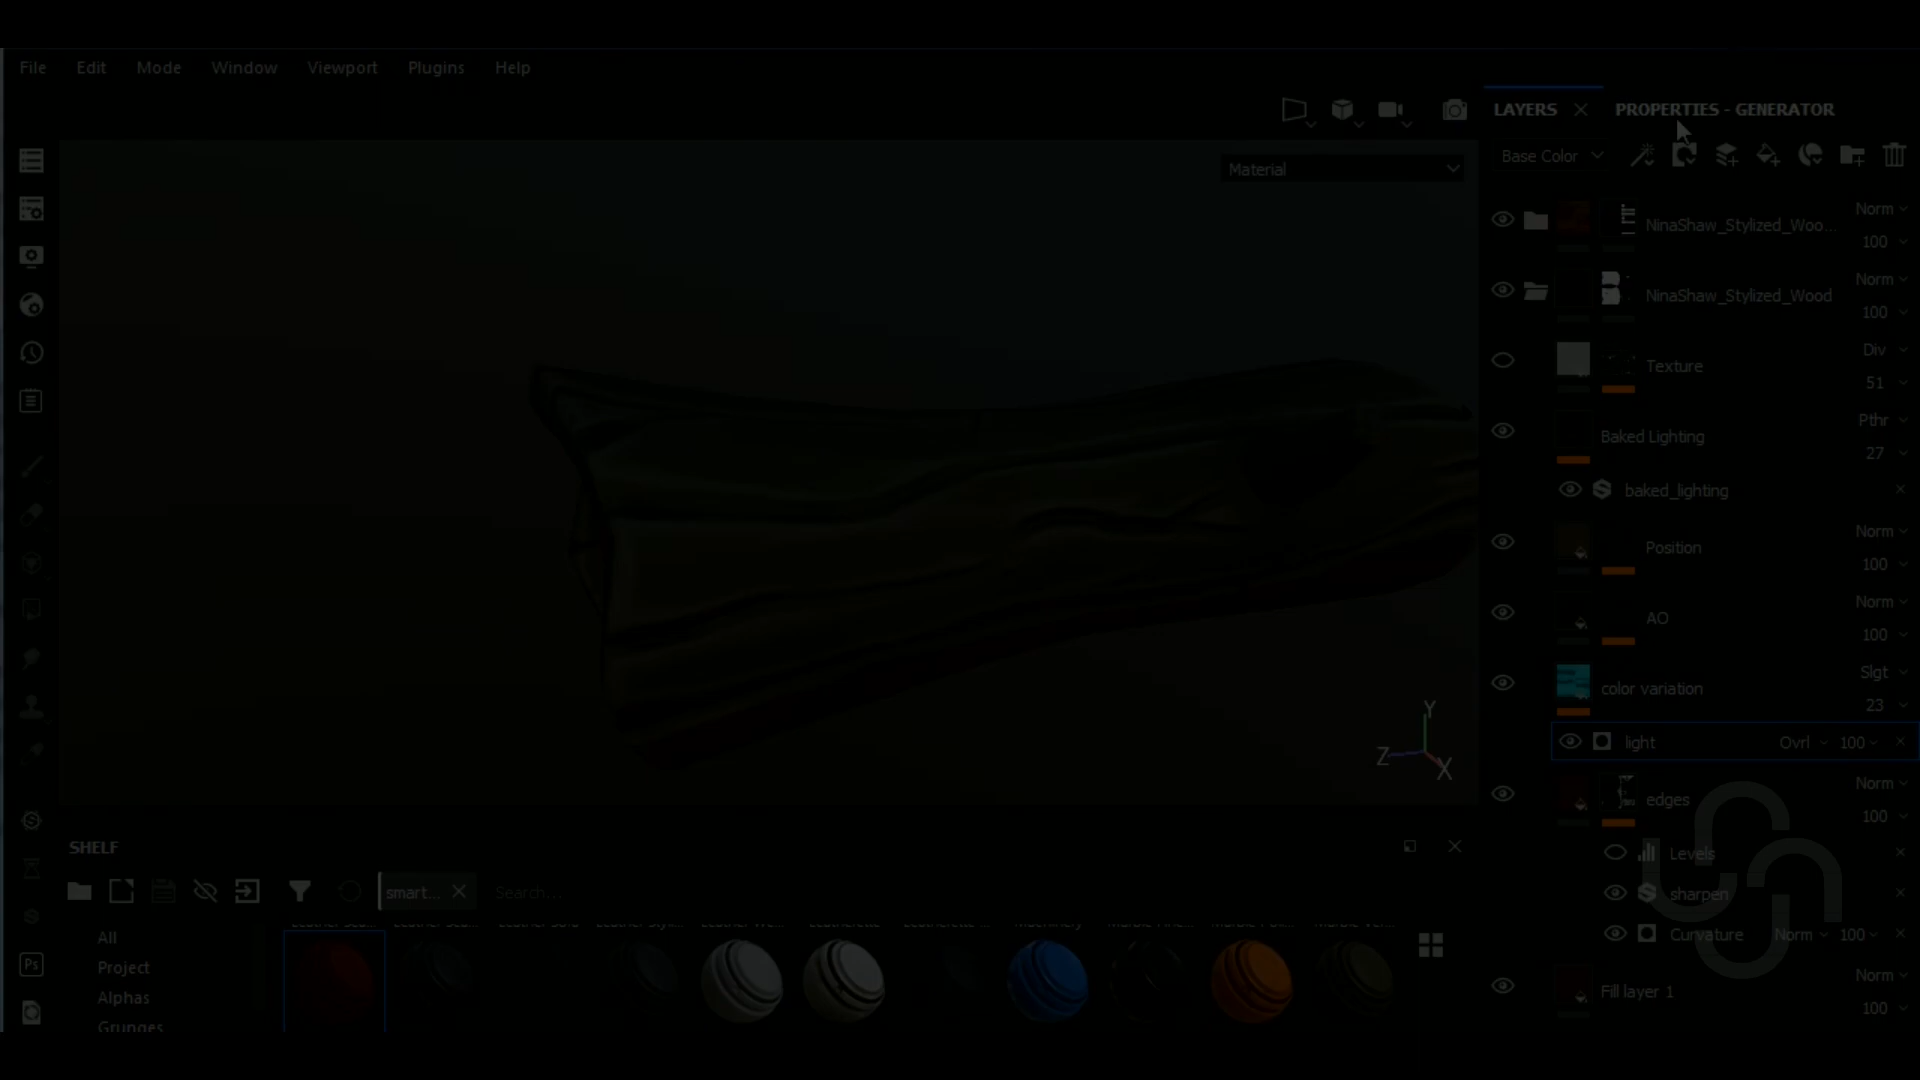 File Edit Mode Window Viewport Plugins Help
LAYERS PROPERTIES - GENERATOR
Base Color
Material
NinaShaw_Stylized_Woo... Norm 100
NinaShaw_Stylized_Wood Norm 100
Texture Div 51
Baked Lighting Pthr 27
baked_lighting
Position Norm 100
AO Norm 100
color variation Slgt 23
light Ovrl 100
edges Norm 100
Levels
sharpen
Curvature Norm 100
Fill layer 1 Norm 100
Y
Z
X
SHELF
smart... Search...
All
Project
Alphas
Grunges
Ps